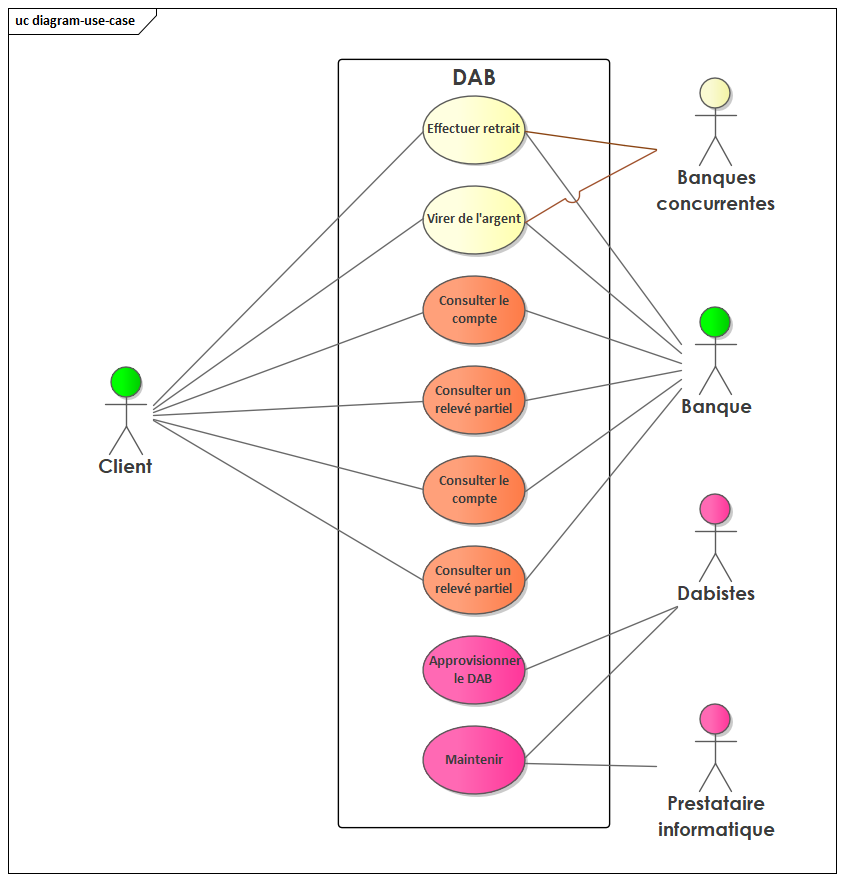 uc diagram-use-case
DAB
Effectuer retrait
Virer de l'argent
Consulter le
compte
Consulter un
relevé partiel
Consulter le
compte
Consulter un
relevé partiel
Approvisionner
le DAB
Maintenir
Client
Banques
concurrentes
Banque
Dabistes
Prestataire
informatique